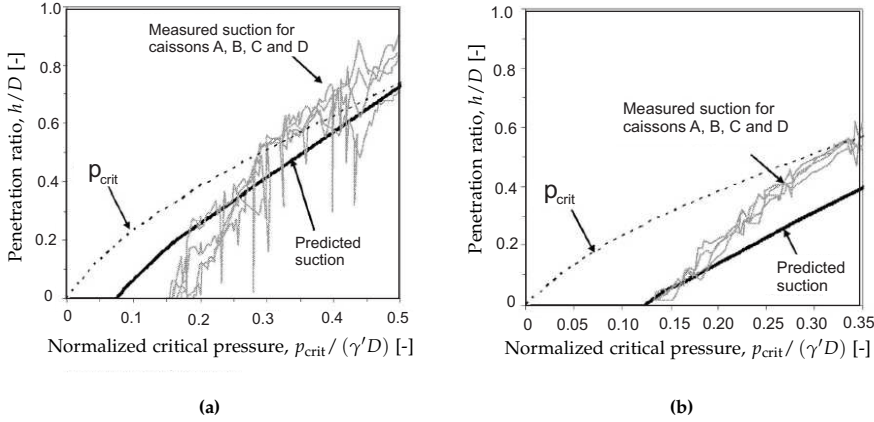 Measured suction for
caissons A, B, C and D
p_crit
Predicted
suction
Penetration ratio, h/D [-]
1.0
0.8
0.6
0.4
0.2
0
0
0.1
0.2
0.3
0.4
0.5
Normalized critical pressure, p_crit/ (γ′D) [-]
(a)
Measured suction for
caissons A, B, C and D
p_crit
Predicted
suction
Penetration ratio, h/D [-]
1.0
0.8
0.6
0.4
0.2
0
0
0.05
0.10
0.15
0.20
0.25
0.30
0.35
Normalized critical pressure, p_crit/ (γ′D) [-]
(b)